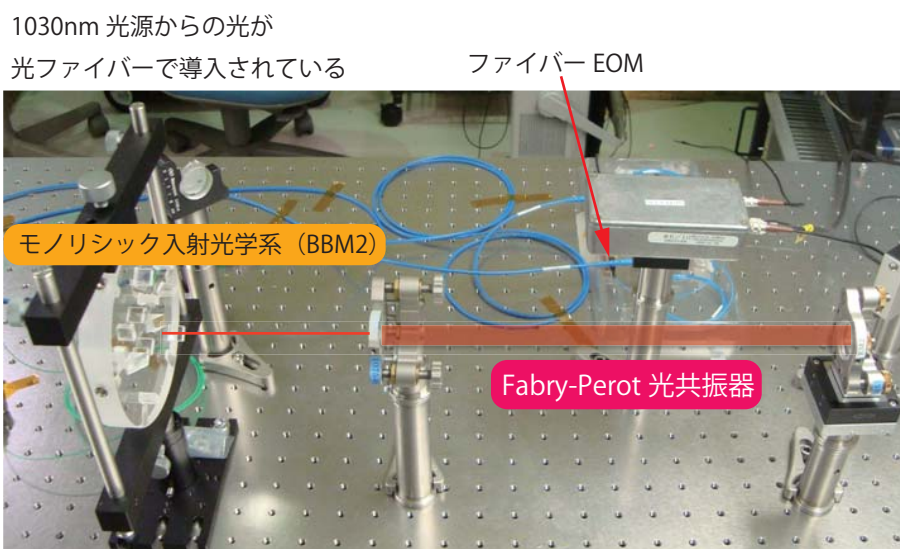 1030nm 光源からの光が
光ファイバーで導入されている
ファイバー EOM
モノリシック入射光学系（BBM2）
Fabry-Perot 光共振器